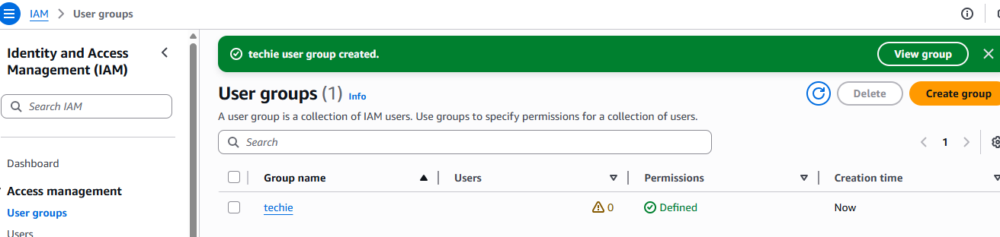 IAM > User groups
Identity and Access
Management (IAM)
Search IAM
Dashboard
Access management
User groups
Users
techie user group created.
View group
User groups (1) Info
Delete
Create group
A user group is a collection of IAM users. Use groups to specify permissions for a collection of users.
Search
1
Group name Users Permissions Creation time
techie 0 Defined Now